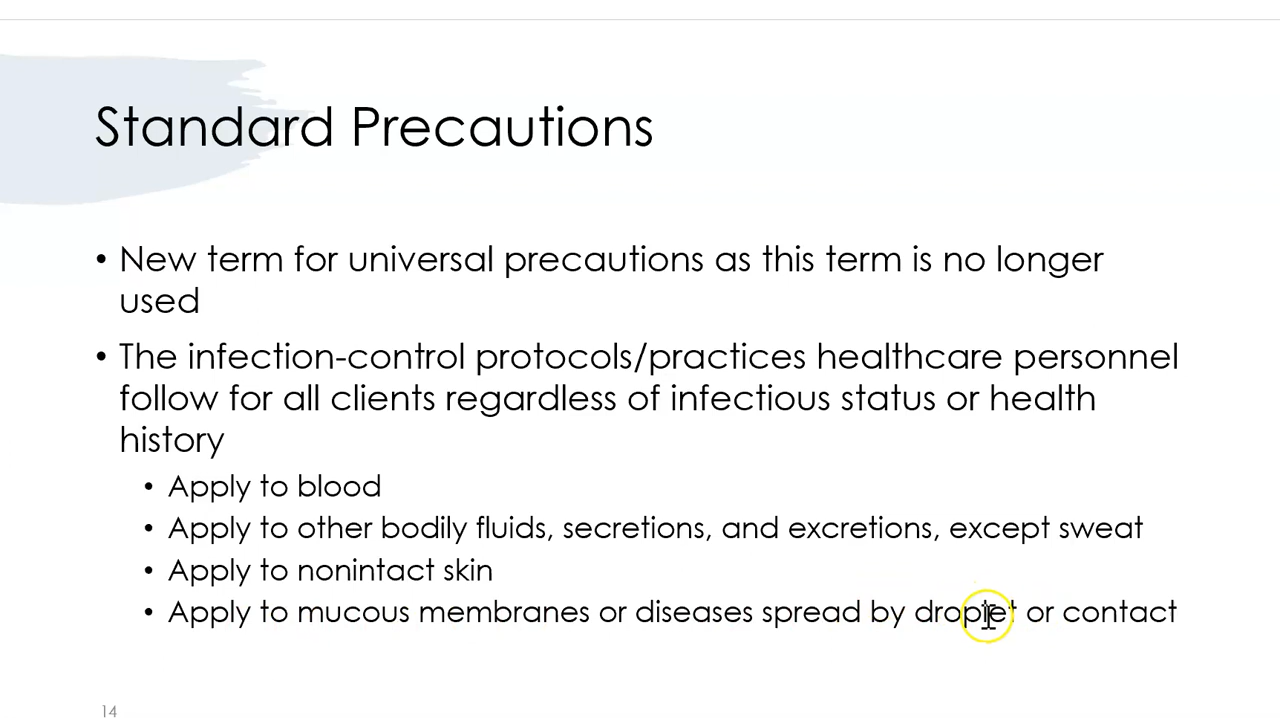 Standard Precautions
• New term for universal precautions as this term is no longer
used
• The infection-control protocols/practices healthcare personnel
follow for all clients regardless of infectious status or health
history
• Apply to blood
• Apply to other bodily fluids, secretions, and excretions, except sweat
• Apply to nonintact skin
• Apply to mucous membranes or diseases spread by droplet or contact
14